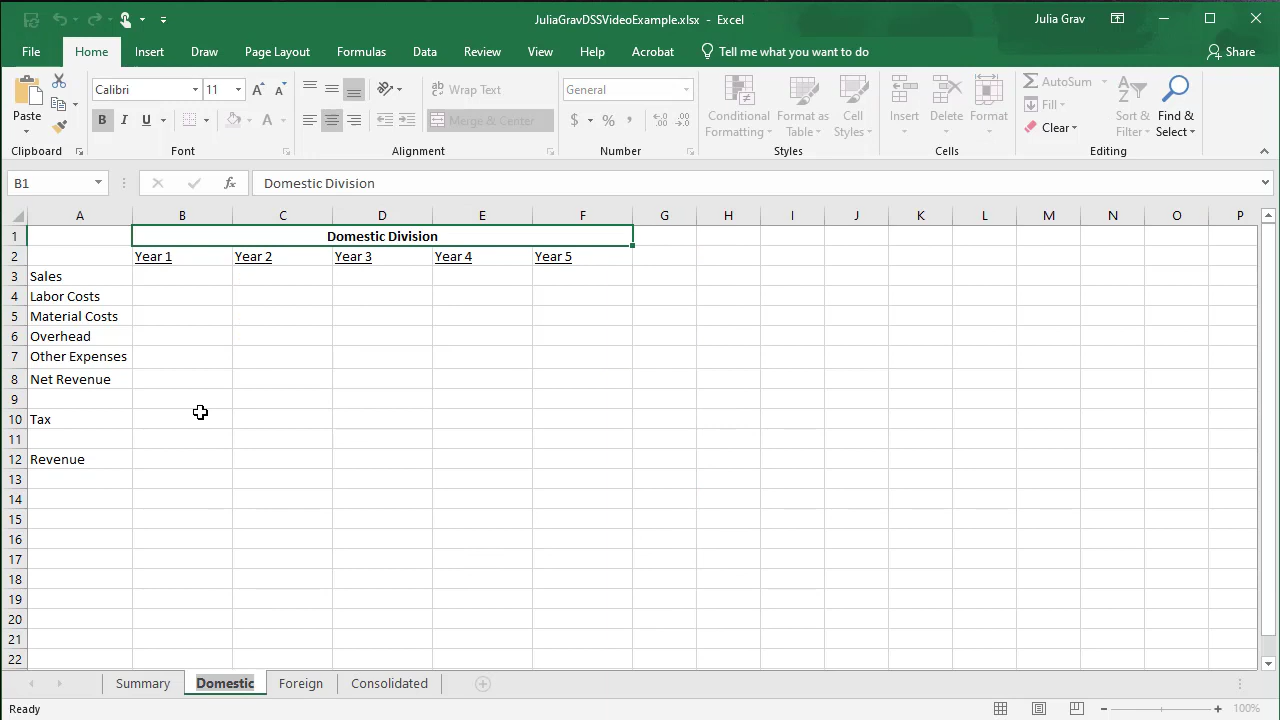 JuliaGravDSSVideoExample.xlsx - Excel
Julia Grav
File Home Insert Draw Page Layout Formulas Data Review View Help Acrobat Tell me what you want to do Share
Paste
Clipboard
Calibri 11
B I U A
Font
Wrap Text
Merge & Center
Alignment
General
$ % ,
Number
Conditional Formatting
Format as Table
Cell Styles
Styles
Insert Delete Format
Cells
AutoSum
Fill
Clear
Sort & Filter
Find & Select
Editing
B1 fx Domestic Division
A B C D E F G H I J K L M N O P
1 Domestic Division
2 Year 1 Year 2 Year 3 Year 4 Year 5
3 Sales
4 Labor Costs
5 Material Costs
6 Overhead
7 Other Expenses
8 Net Revenue
9
10 Tax
11
12 Revenue
13
14
15
16
17
18
19
20
21
22
Summary Domestic Foreign Consolidated
Ready 100%